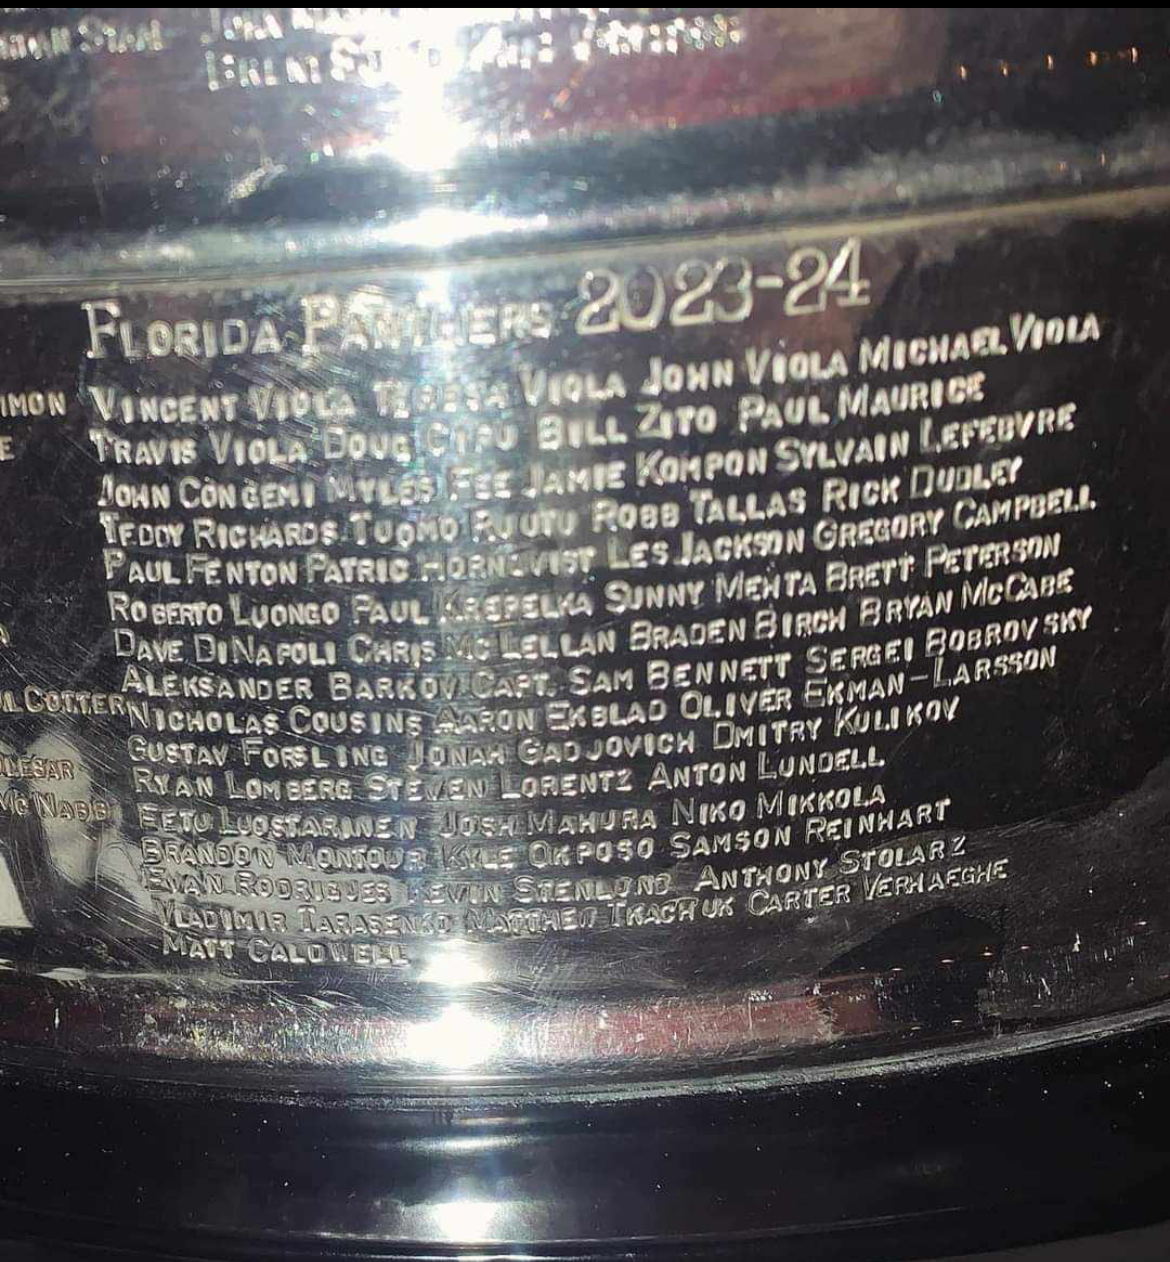 IMON
E
L COTTER
LESAR
MCNABB
FLORIDA PANTHERS 2023-24
VINCENT VIOLA TERESA VIOLA JOHN VIOLA MICHAEL VIOLA
TRAVIS VIOLA DOUG CIFU BILL ZITO PAUL MAURICE
JOHN CONGEMI MYLES FEE JAMIE KOMPON SYLVAIN LEFEBVRE
TEDDY RICHARDS TUOMO RUUTU ROBB TALLAS RICK DUDLEY
PAUL FENTON PATRIC HORNQVIST LES JACKSON GREGORY CAMPBELL
ROBERTO LUONGO PAUL KREPELKA SUNNY MEHTA BRETT PETERSON
DAVE DINAPOLI CHRIS MCLELLAN BRADEN BIRCH BRYAN MCCABE
ALEKSANDER BARKOV CAPT. SAM BENNETT SERGEI BOBROVSKY
NICHOLAS COUSINS AARON EKBLAD OLIVER EKMAN-LARSSON
GUSTAV FORSLING JONAH GADJOVICH DMITRY KULIKOV
RYAN LOMBERG STEVEN LORENTZ ANTON LUNDELL
EETU LUOSTARINEN JOSH MAHURA NIKO MIKKOLA
BRANDON MONTOUR KYLE OKPOSO SAMSON REINHART
EVAN RODRIGUES KEVIN STENLUND ANTHONY STOLARZ
VLADIMIR TARASENKO MATTHEW TKACHUK CARTER VERHAEGHE
MATT CALDWELL